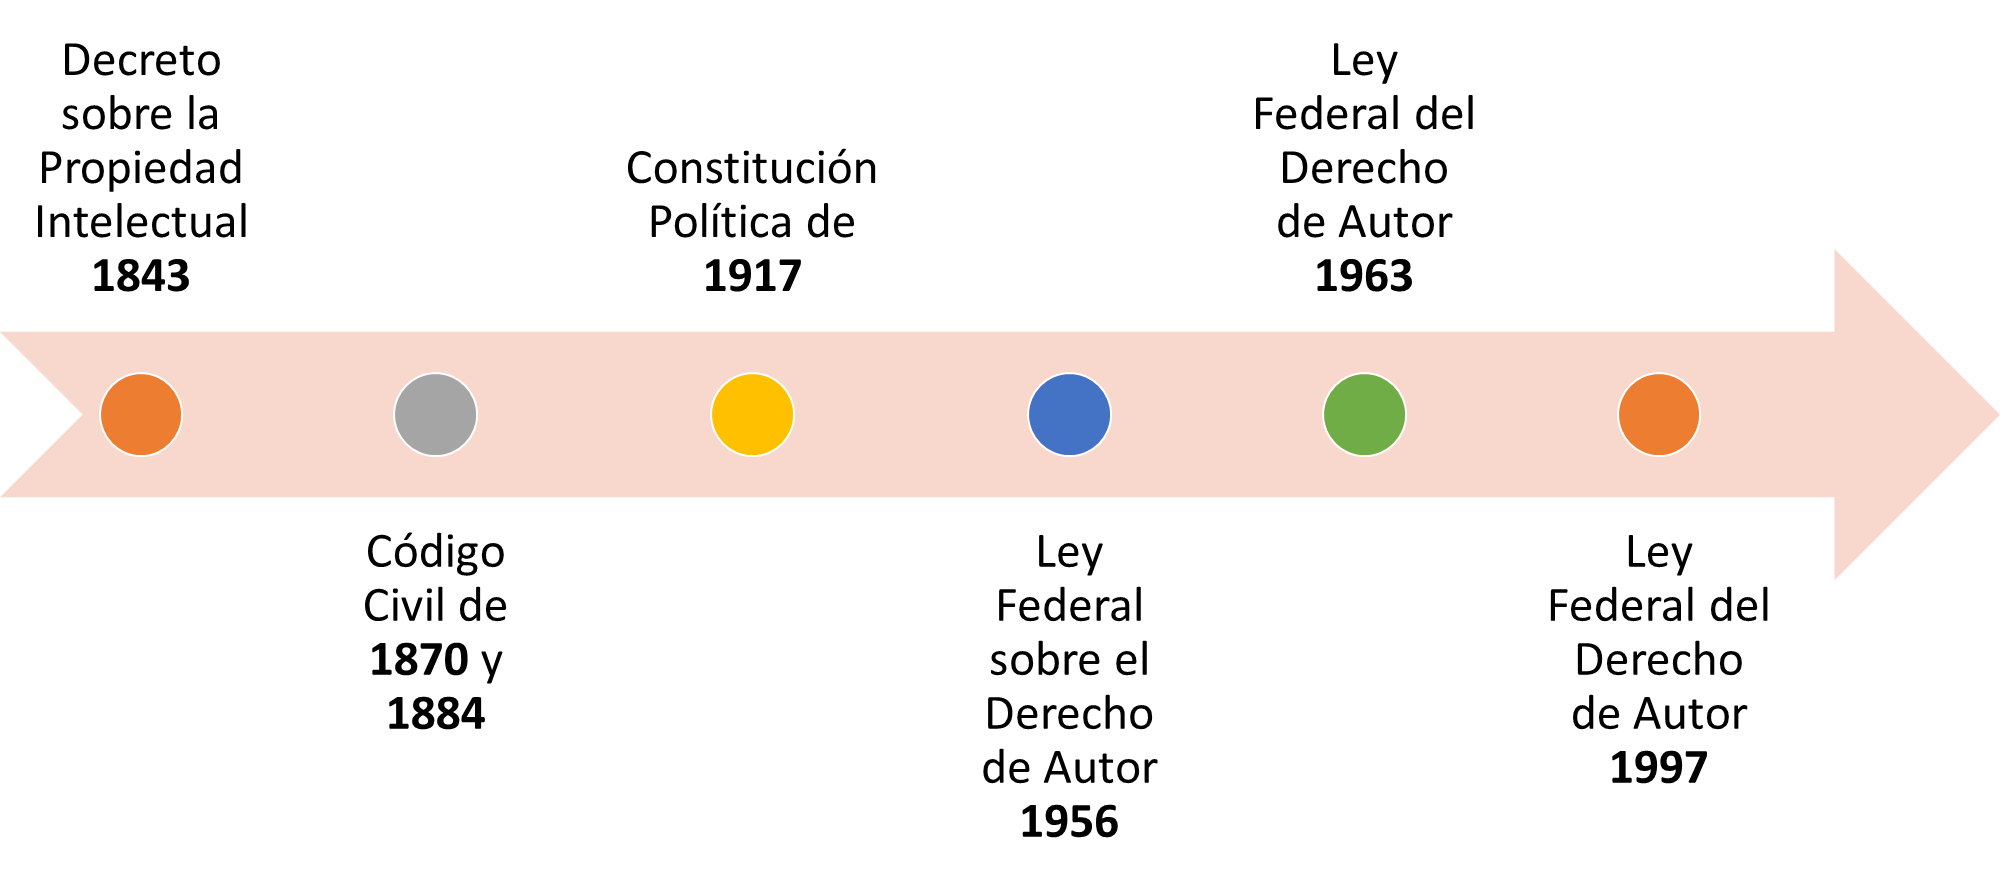 Decreto
sobre la
Propiedad
Intelectual
1843
Código
Civil de
1870 y
1884
Constitución
Política de
1917
Ley
Federal
sobre el
Derecho
de Autor
1956
Ley
Federal del
Derecho
de Autor
1963
Ley
Federal del
Derecho
de Autor
1997